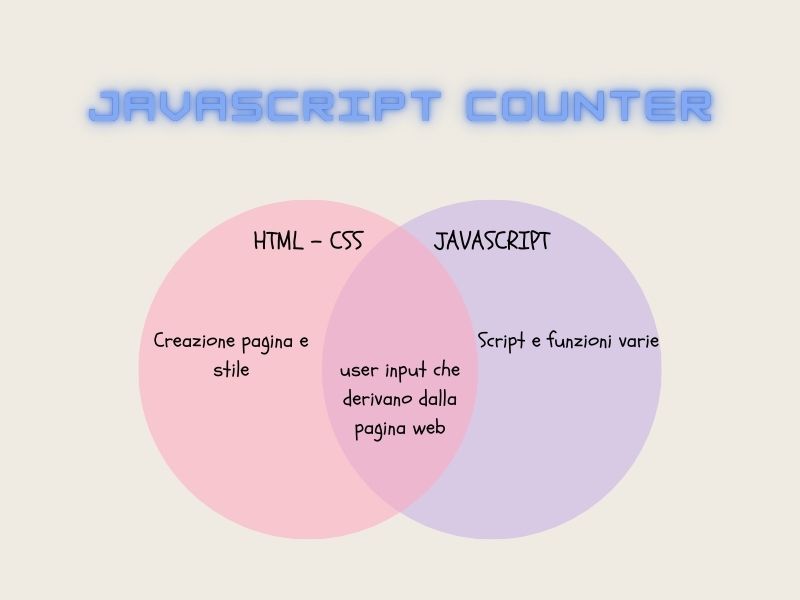 JAVASCRIPT COUNTER
HTML - CSS
JAVASCRIPT
Creazione pagina e
stile
user input che
derivano dalla
pagina web
Script e funzioni varie